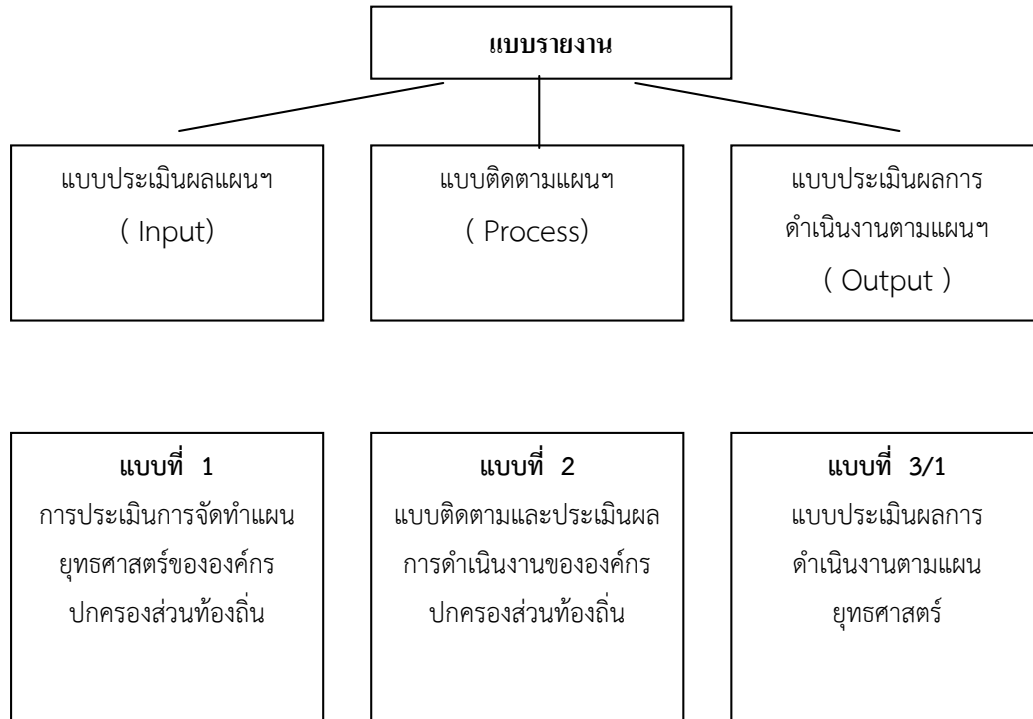 แบบรายงาน
แบบประเมินผลแผนฯ
( Input)
แบบติดตามแผนฯ
( Process)
แบบประเมินผลการ
ดำเนินงานตามแผนฯ
( Output )
แบบที่ 1
การประเมินการจัดทำแผน
ยุทธศาสตร์ขององค์กร
ปกครองส่วนท้องถิ่น
แบบที่ 2
แบบติดตามและประเมินผล
การดำเนินงานขององค์กร
ปกครองส่วนท้องถิ่น
แบบที่ 3/1
แบบประเมินผลการ
ดำเนินงานตามแผน
ยุทธศาสตร์